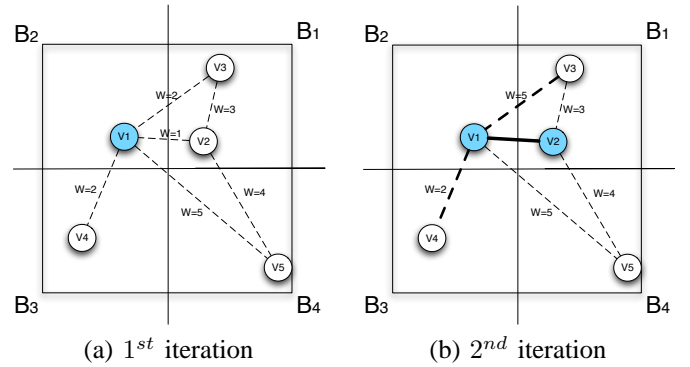 B2 B1 B2 B1
V3 V3
W=2 W=5
W=3 W=3
V1 W=1 V2 V1 V2
W=2 W=4 W=2 W=4
W=5 W=5
V4 V4
V5 V5
B3 B4 B3 B4
(a) 1st iteration (b) 2nd iteration